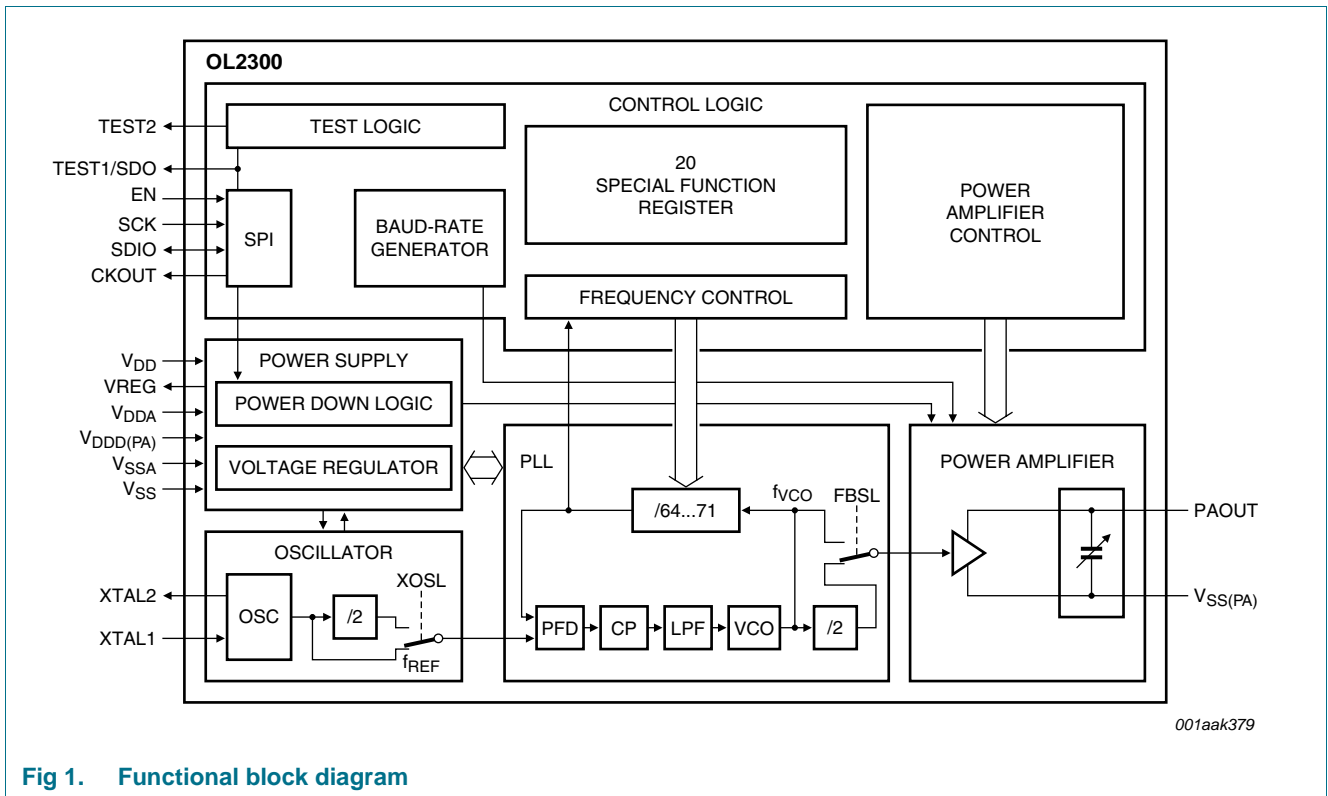 OL2300
CONTROL LOGIC
TEST LOGIC
20
SPECIAL FUNCTION
REGISTER
POWER
AMPLIFIER
CONTROL
TEST2
TEST1/SDO
EN
SCK
SDIO
CKOUT
SPI
BAUD-RATE
GENERATOR
FREQUENCY CONTROL
VDD
VREG
VDDA
VDDD(PA)
VSSA
VSS
POWER SUPPLY
POWER DOWN LOGIC
VOLTAGE REGULATOR
PLL
/64...71
fVCO
FBSL
PFD
CP
LPF
VCO
/2
POWER AMPLIFIER
PAOUT
VSS(PA)
OSCILLATOR
XTAL2
XTAL1
OSC
/2
XOSL
fREF
001aak379
Fig 1. Functional block diagram